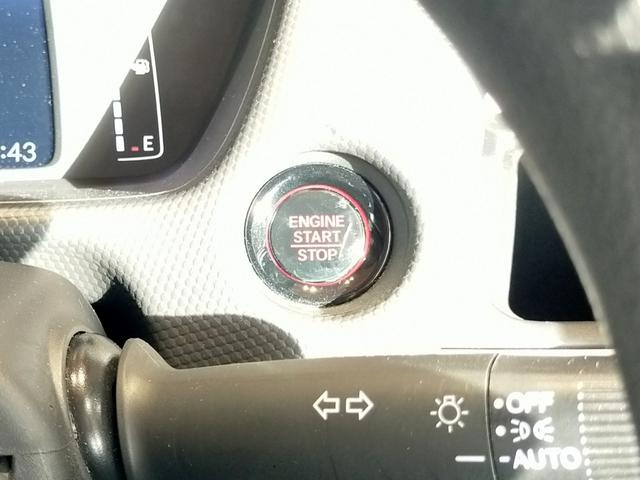 :43
E
ENGINE
START
STOP
OFF
AUTO